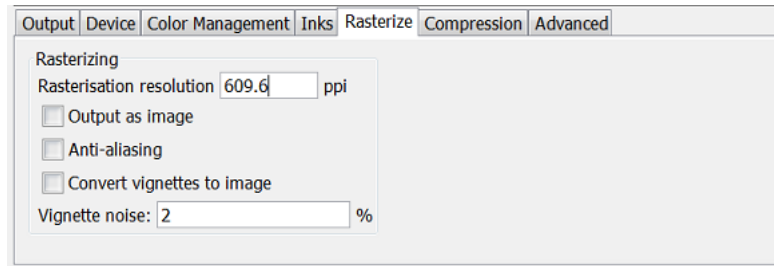 Output Device Color Management Inks Rasterize Compression Advanced
Rasterizing
Rasterisation resolution 609.6 ppi
Output as image
Anti-aliasing
Convert vignettes to image
Vignette noise: 2 %